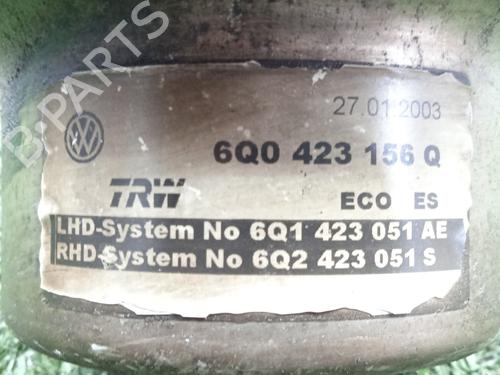 B-PARTS
27.01.2003
6Q0 423 156 Q
TRW
ECO ES
LHD-System No 6Q1 423 051 AE
RHD-System No 6Q2 423 051 S